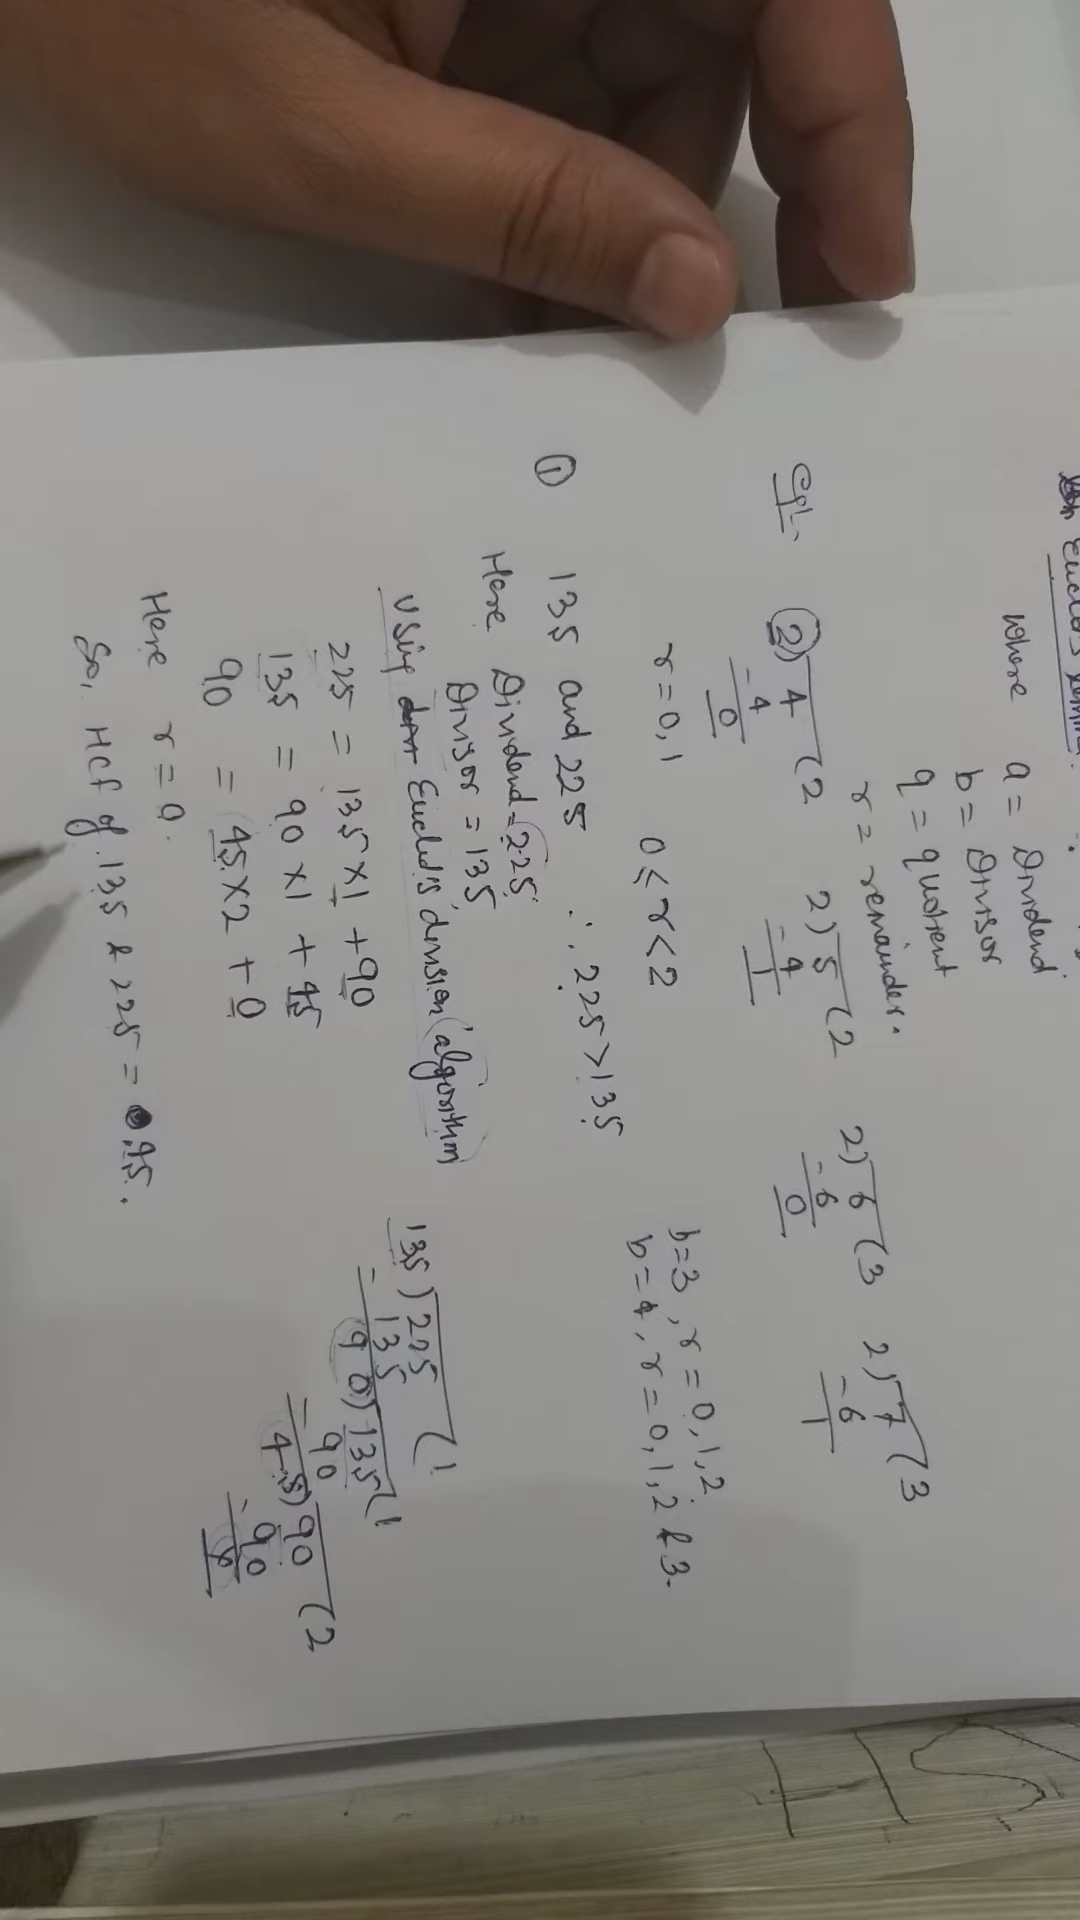 Euclid's
where a = Dividend
b = Divisor
q = quotient
r = remainder.
2)4(2
-4
0
2)5(2
-4
1
2)6(3
-6
0
2)7(3
-6
1
r = 0, 1 0 ≤ r < 2
b=3, r = 0, 1, 2
b = 4, r = 0, 1, 2 & 3.
① 135 and 225 ∴ 225 > 135
Here Dividend = 225
Divisor = 135
Using Euclid's division algorithm
225 = 135 × 1 + 90
135 = 90 × 1 + 45
90 = 45 × 2 + 0
Here r = 0.
So, HCF of 135 & 225 = 45.
135)225(1
- 135
90)135(1
- 90
45)90(2
- 90
0